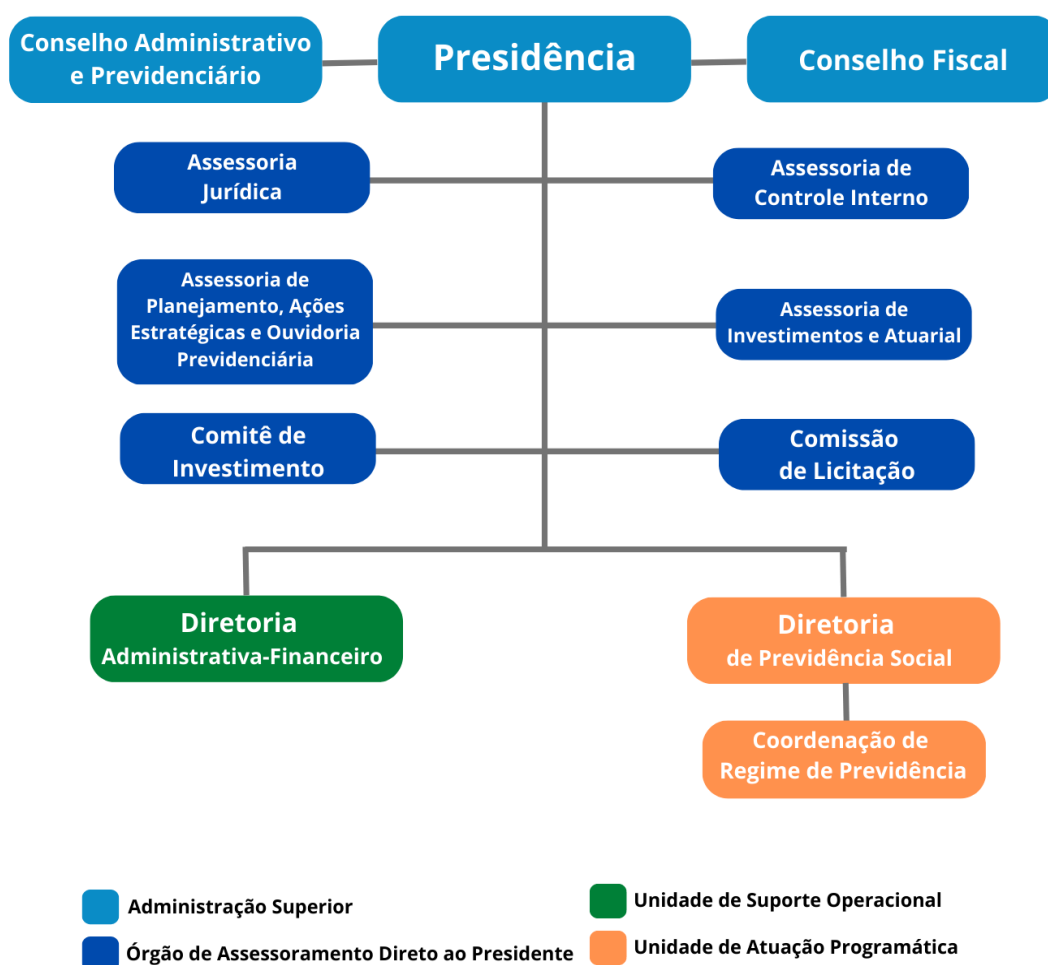 Conselho Administrativo
e Previdenciário
Presidência
Conselho Fiscal
Assessoria
Jurídica
Assessoria de
Controle Interno
Assessoria de
Planejamento, Ações
Estratégicas e Ouvidoria
Previdenciária
Assessoria de
Investimentos e Atuarial
Comitê de
Investimento
Comissão
de Licitação
Diretoria
Administrativa-Financeiro
Diretoria
de Previdência Social
Coordenação de
Regime de Previdência
Administração Superior
Unidade de Suporte Operacional
Órgão de Assessoramento Direto ao Presidente
Unidade de Atuação Programática